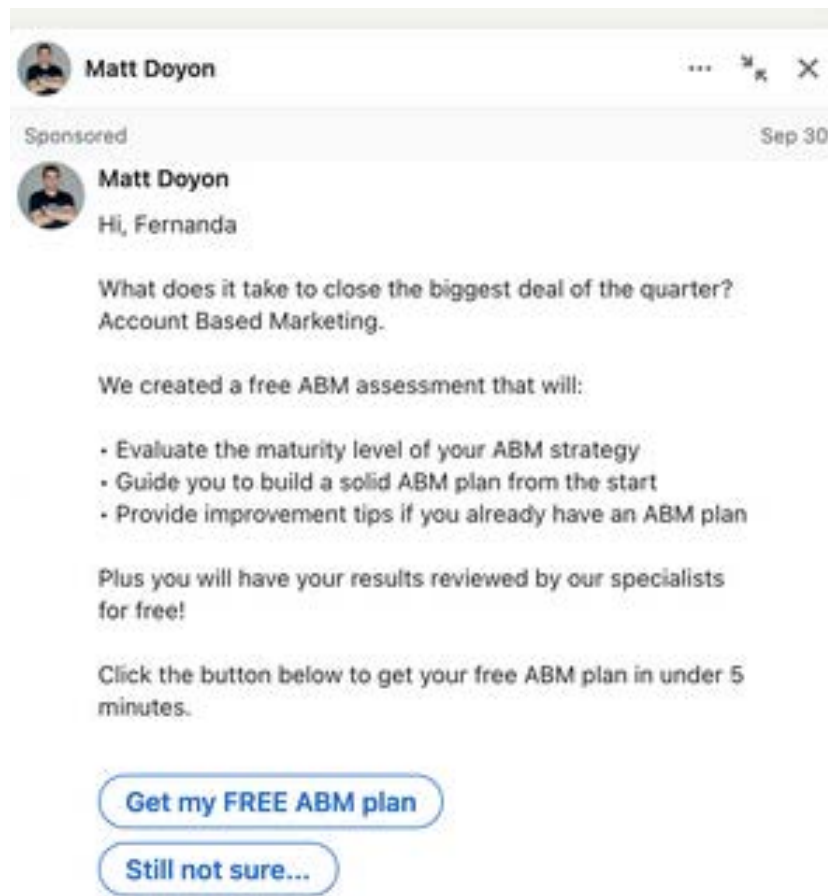 Matt Doyon
Sponsored
Sep 30
Matt Doyon
Hi, Fernanda
What does it take to close the biggest deal of the quarter?
Account Based Marketing.
We created a free ABM assessment that will:
• Evaluate the maturity level of your ABM strategy
• Guide you to build a solid ABM plan from the start
• Provide improvement tips if you already have an ABM plan
Plus you will have your results reviewed by our specialists
for free!
Click the button below to get your free ABM plan in under 5
minutes.
Get my FREE ABM plan
Still not sure...